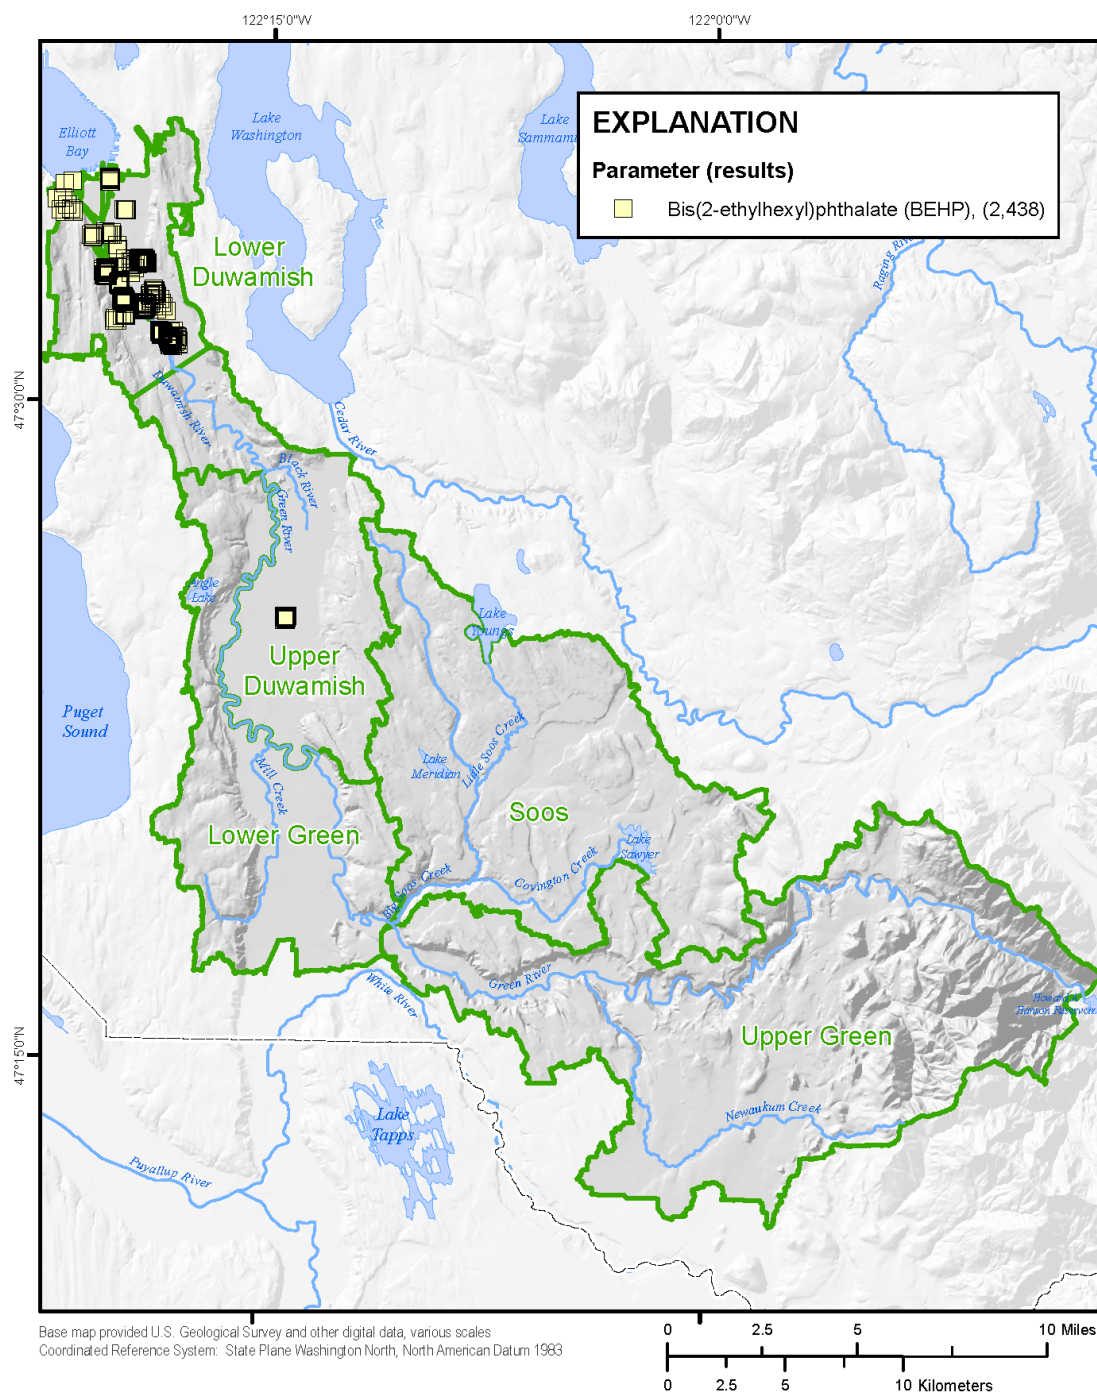 122°15'0"W
122°0'0"W
EXPLANATION
Parameter (results)
Bis(2-ethylhexyl)phthalate (BEHP), (2,438)
Elliott
Bay
Lake
Washington
Lake
Sammami
Raging River
Lower
Duwamish
47°30'0"N
Duwamish River
Cedar River
Black River
Green River
Angle
Lake
Lake
Youngs
Upper
Duwamish
Puget
Sound
Lake
Meridian
Little Soos Creek
Mill Creek
Lower Green
Soos
Lake
Sawyer
Covington Creek
Big Soos Creek
Green River
White River
Howard A
Hanson Reservoir
Upper Green
47°15'0"N
Newaukum Creek
Lake
Tapps
Puyallup River
Base map provided U.S. Geological Survey and other digital data, various scales
Coordinated Reference System: State Plane Washington North, North American Datum 1983
0 2.5 5 10 Miles
0 2.5 5 10 Kilometers